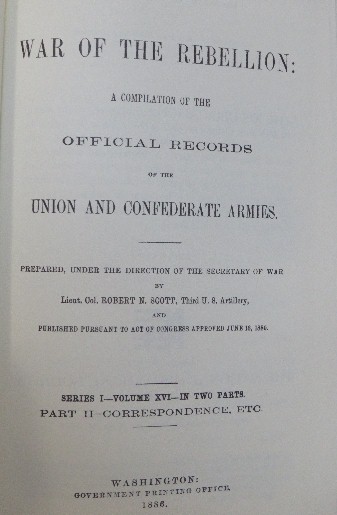 WAR OF THE REBELLION:
A COMPILATION OF THE
OFFICIAL RECORDS
OF THE
UNION AND CONFEDERATE ARMIES.
PREPARED, UNDER THE DIRECTION OF THE SECRETARY OF WAR
BY
Lieut. Col. ROBERT N. SCOTT, Third U. S. Artillery,
AND
PUBLISHED PURSUANT TO ACT OF CONGRESS APPROVED JUNE 16, 1880.
SERIES I—VOLUME XVI—IN TWO PARTS.
PART II—CORRESPONDENCE, ETC.
WASHINGTON:
GOVERNMENT PRINTING OFFICE.
1886.